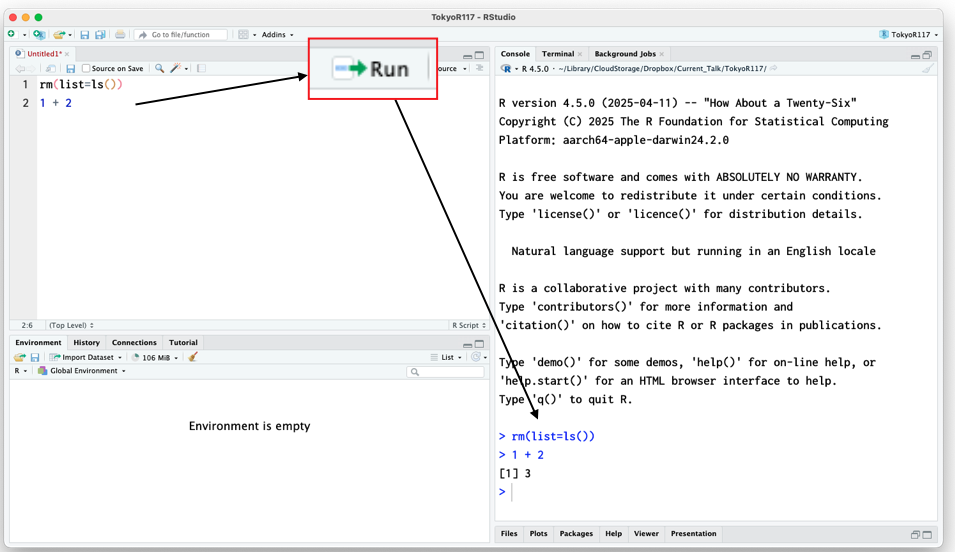 TokyoR117 - RStudio
Go to file/function
Addins
TokyoR117
Untitled1*
Source on Save
Run
ource
1 rm(list=ls())
2 1 + 2
2:6 (Top Level) R Script
Environment History Connections Tutorial
Import Dataset 106 MiB List
R Global Environment
Environment is empty
Console Terminal Background Jobs
R 4.5.0 · ~/Library/CloudStorage/Dropbox/Current_Talk/TokyoR117/
R version 4.5.0 (2025-04-11) -- "How About a Twenty-Six"
Copyright (C) 2025 The R Foundation for Statistical Computing
Platform: aarch64-apple-darwin24.2.0
R is free software and comes with ABSOLUTELY NO WARRANTY.
You are welcome to redistribute it under certain conditions.
Type 'license()' or 'licence()' for distribution details.
Natural language support but running in an English locale
R is a collaborative project with many contributors.
Type 'contributors()' for more information and
'citation()' on how to cite R or R packages in publications.
Type 'demo()' for some demos, 'help()' for on-line help, or
'help.start()' for an HTML browser interface to help.
Type 'q()' to quit R.
> rm(list=ls())
> 1 + 2
[1] 3
>
Files Plots Packages Help Viewer Presentation